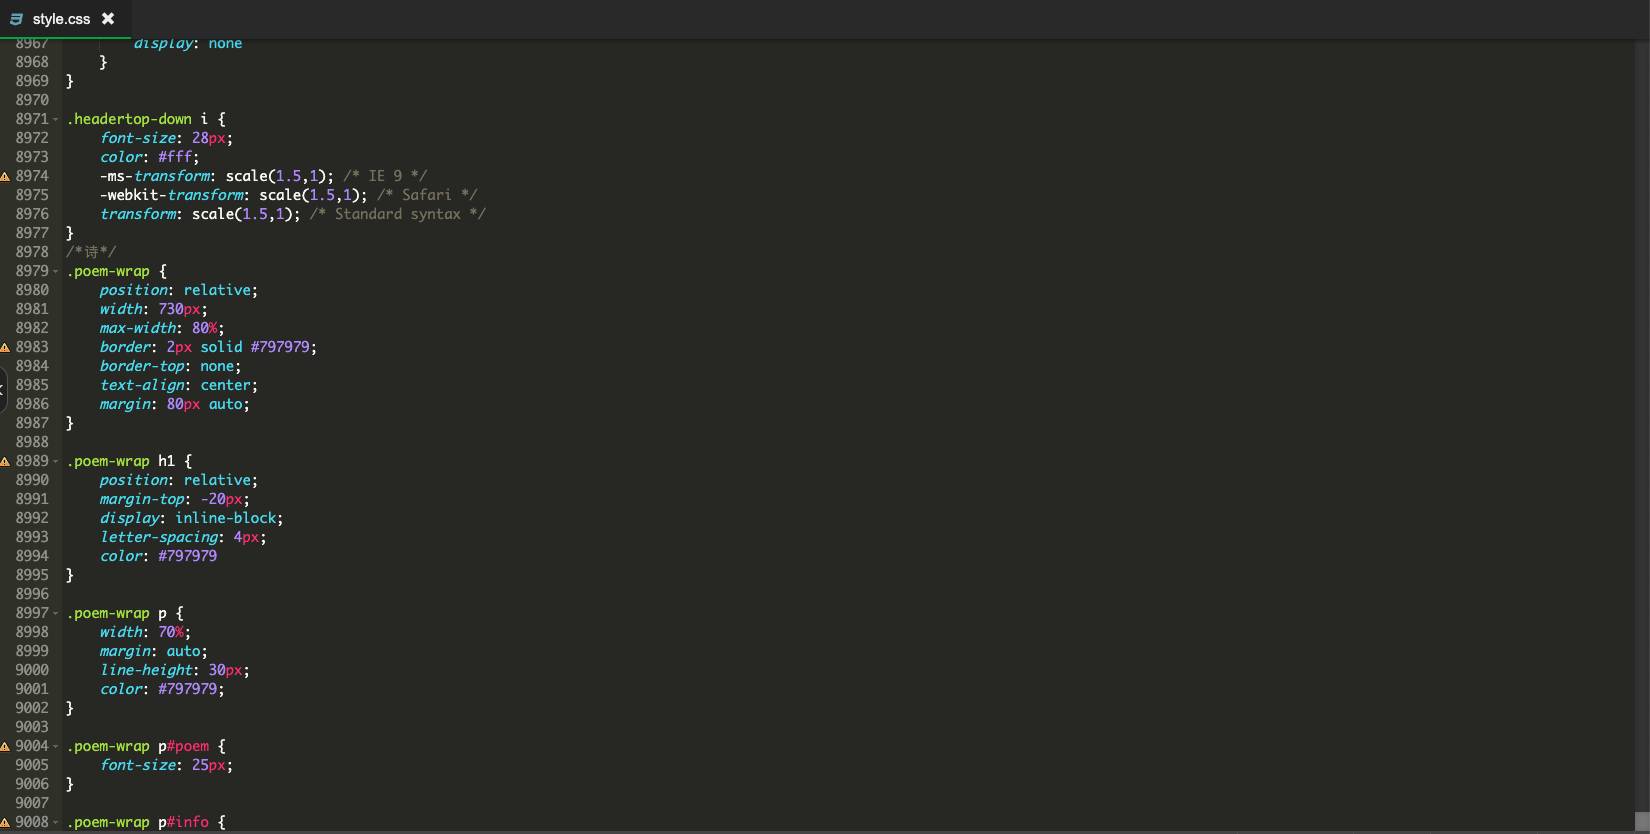 style.css
8967 display: none
8968 }
8969 }
8970
8971 .headertop-down i {
8972 font-size: 28px;
8973 color: #fff;
8974 -ms-transform: scale(1.5,1); /* IE 9 */
8975 -webkit-transform: scale(1.5,1); /* Safari */
8976 transform: scale(1.5,1); /* Standard syntax */
8977 }
8978 /*诗*/
8979 .poem-wrap {
8980 position: relative;
8981 width: 730px;
8982 max-width: 80%;
8983 border: 2px solid #797979;
8984 border-top: none;
8985 text-align: center;
8986 margin: 80px auto;
8987 }
8988
8989 .poem-wrap h1 {
8990 position: relative;
8991 margin-top: -20px;
8992 display: inline-block;
8993 letter-spacing: 4px;
8994 color: #797979
8995 }
8996
8997 .poem-wrap p {
8998 width: 70%;
8999 margin: auto;
9000 line-height: 30px;
9001 color: #797979;
9002 }
9003
9004 .poem-wrap p#poem {
9005 font-size: 25px;
9006 }
9007
9008 .poem-wrap p#info {